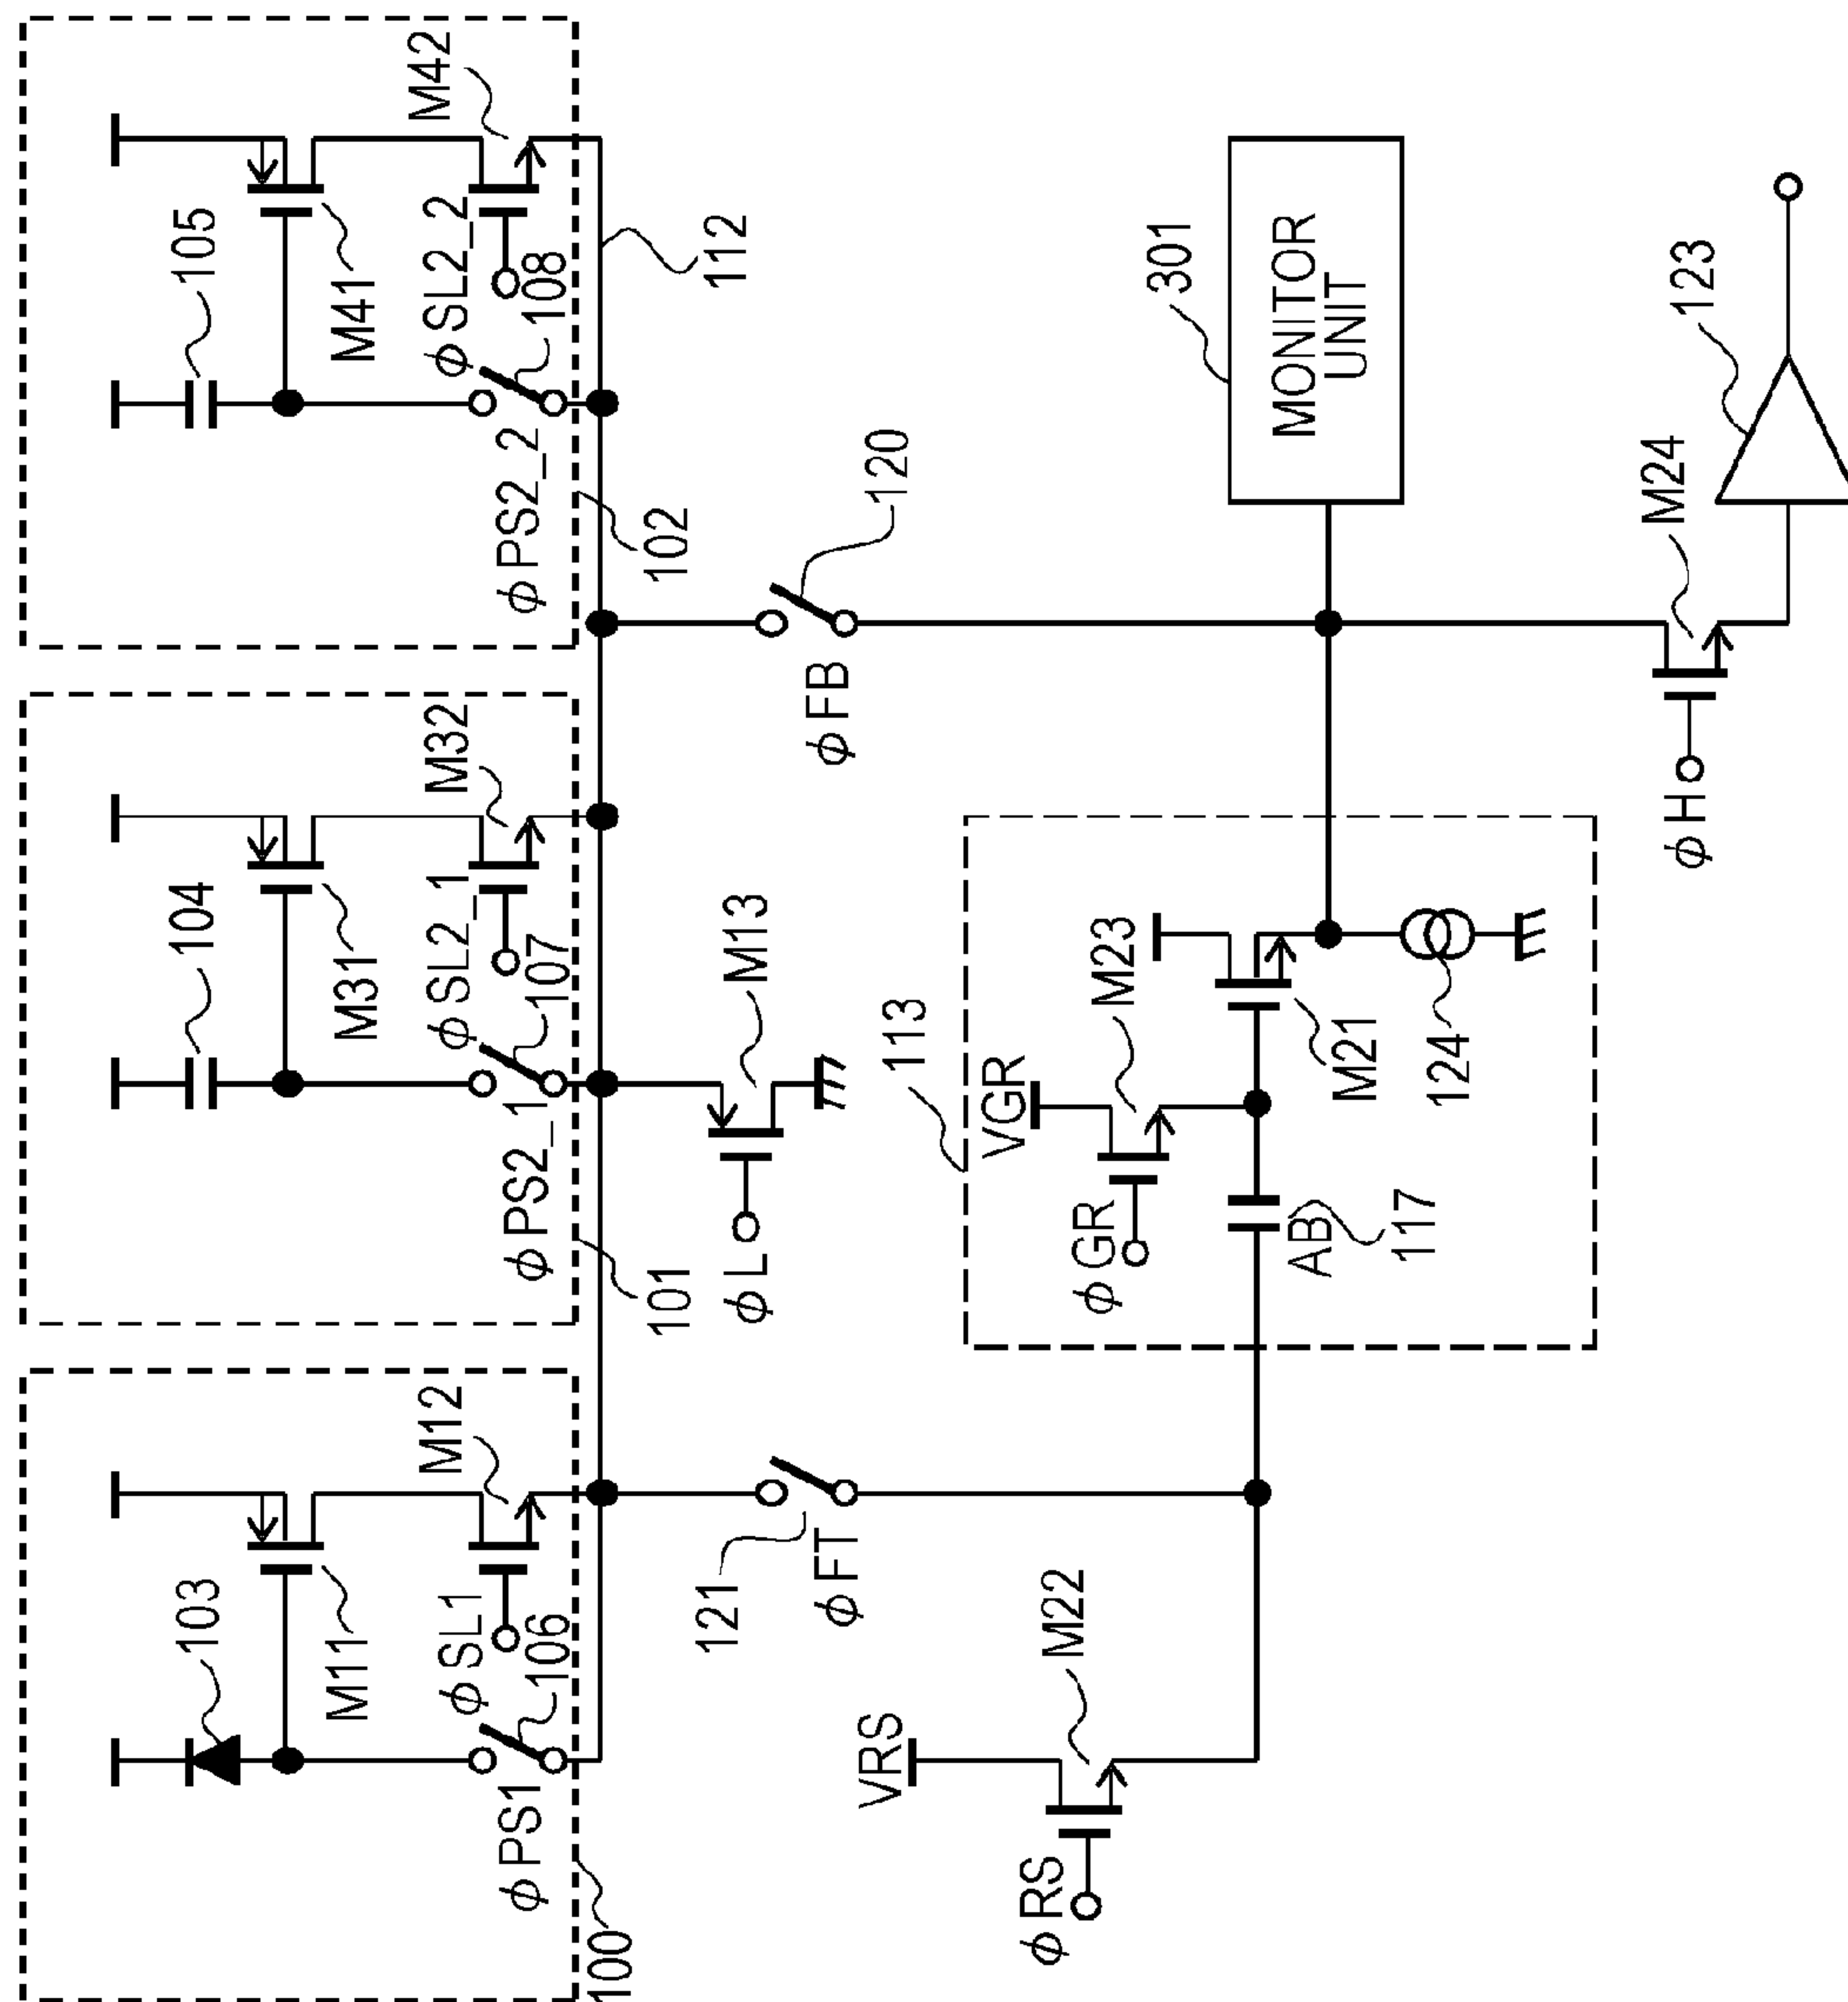 100
φPS1
106
φSL1
103
M11
M12
101
φPS2_1
107
φSL2_1
104
M31
M32
102
φPS2_2
108
φSL2_2
105
M41
M42
112
121
φFT
φL
M13
φFB
120
φRS
VRS
M22
113
φGR
VGR
M23
AB
117
M21
124
301
MONITOR
UNIT
φH
M24
123